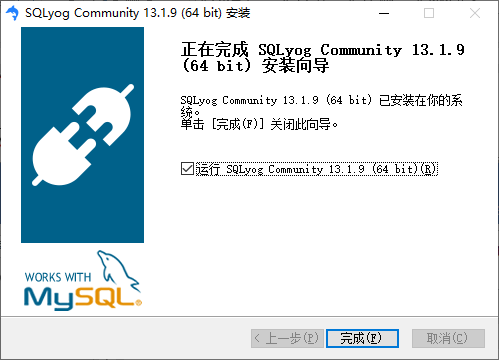 SQLyog Community 13.1.9 (64 bit) 安装
正在完成 SQLyog Community 13.1.9
(64 bit) 安装向导
SQLyog Community 13.1.9 (64 bit) 已安装在你的系
统。
单击 [完成(F)] 关闭此向导。
运行 SQLyog Community 13.1.9 (64 bit)(R)
WORKS WITH
MySQL®
< 上一步(P)
完成(F)
取消(C)